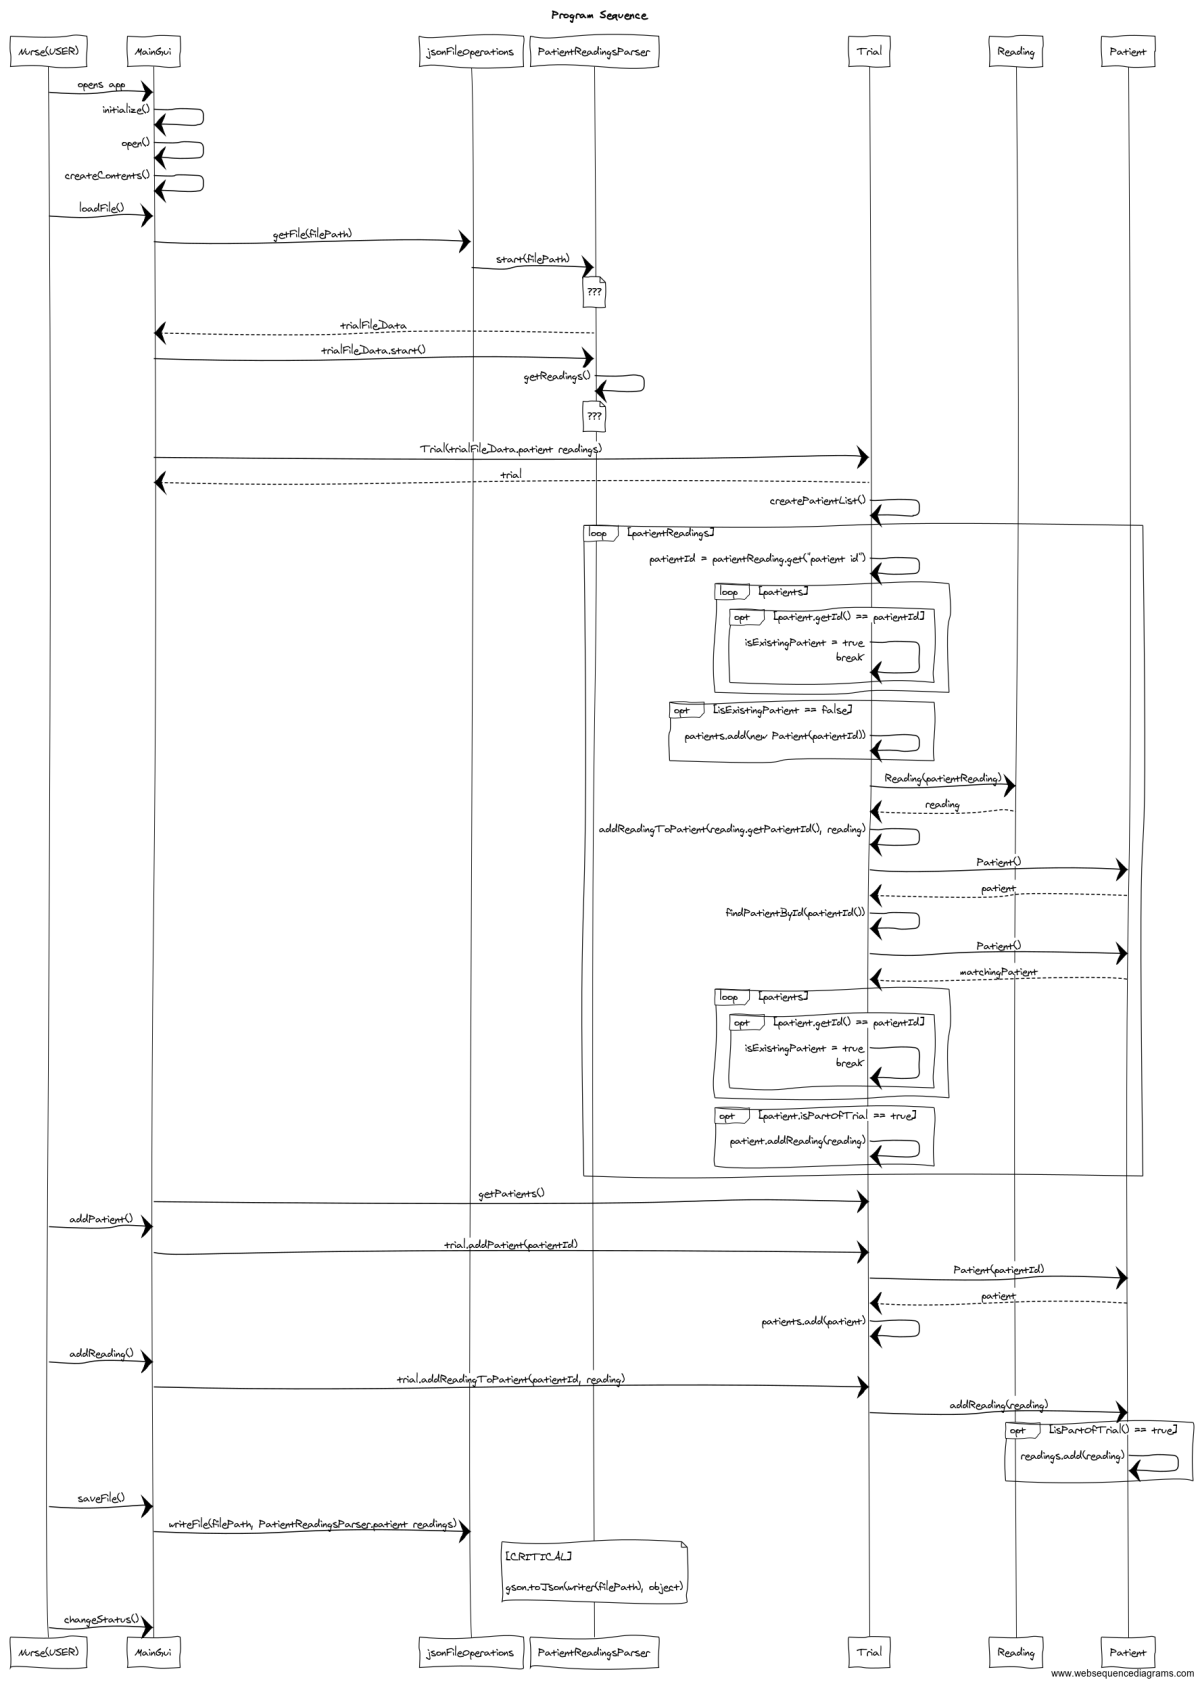 Program Sequence
Nurse(USER)
MainGui
jsonFileOperations
PatientReadingsParser
Trial
Reading
Patient
opens app
initialize()
open()
createContents()
loadFile()
getFile(filePath)
start(filePath)
???
trialFileData
trialFileData.start()
getReadings()
???
Trial(trialFileData.patient readings)
trial
createPatientList()
loop [patientReadings]
patientId = patientReading.get("patient id")
loop [patients]
opt [patient.getId() == patientId]
isExistingPatient = true
break
opt [isExistingPatient == false]
patients.add(new Patient(patientId))
Reading(patientReading)
reading
addReadingToPatient(reading.getPatientId(), reading)
Patient()
patient
findPatientById(patientId())
Patient()
matchingPatient
loop [patients]
opt [patient.getId() == patientId]
isExistingPatient = true
break
opt [patient.isPartOfTrial == true]
patient.addReading(reading)
getPatients()
addPatient()
trial.addPatient(patientId)
Patient(patientId)
patient
patients.add(patient)
addReading()
trial.addReadingToPatient(patientId, reading)
addReading(reading)
opt [isPartOfTrial() == true]
readings.add(reading)
saveFile()
writeFile(filePath, PatientReadingsParser.patient readings)
[CRITICAL]
gson.toJson(writer(filePath), object)
changeStatus()
Nurse(USER)
MainGui
jsonFileOperations
PatientReadingsParser
Trial
Reading
Patient
www.websequencediagrams.com